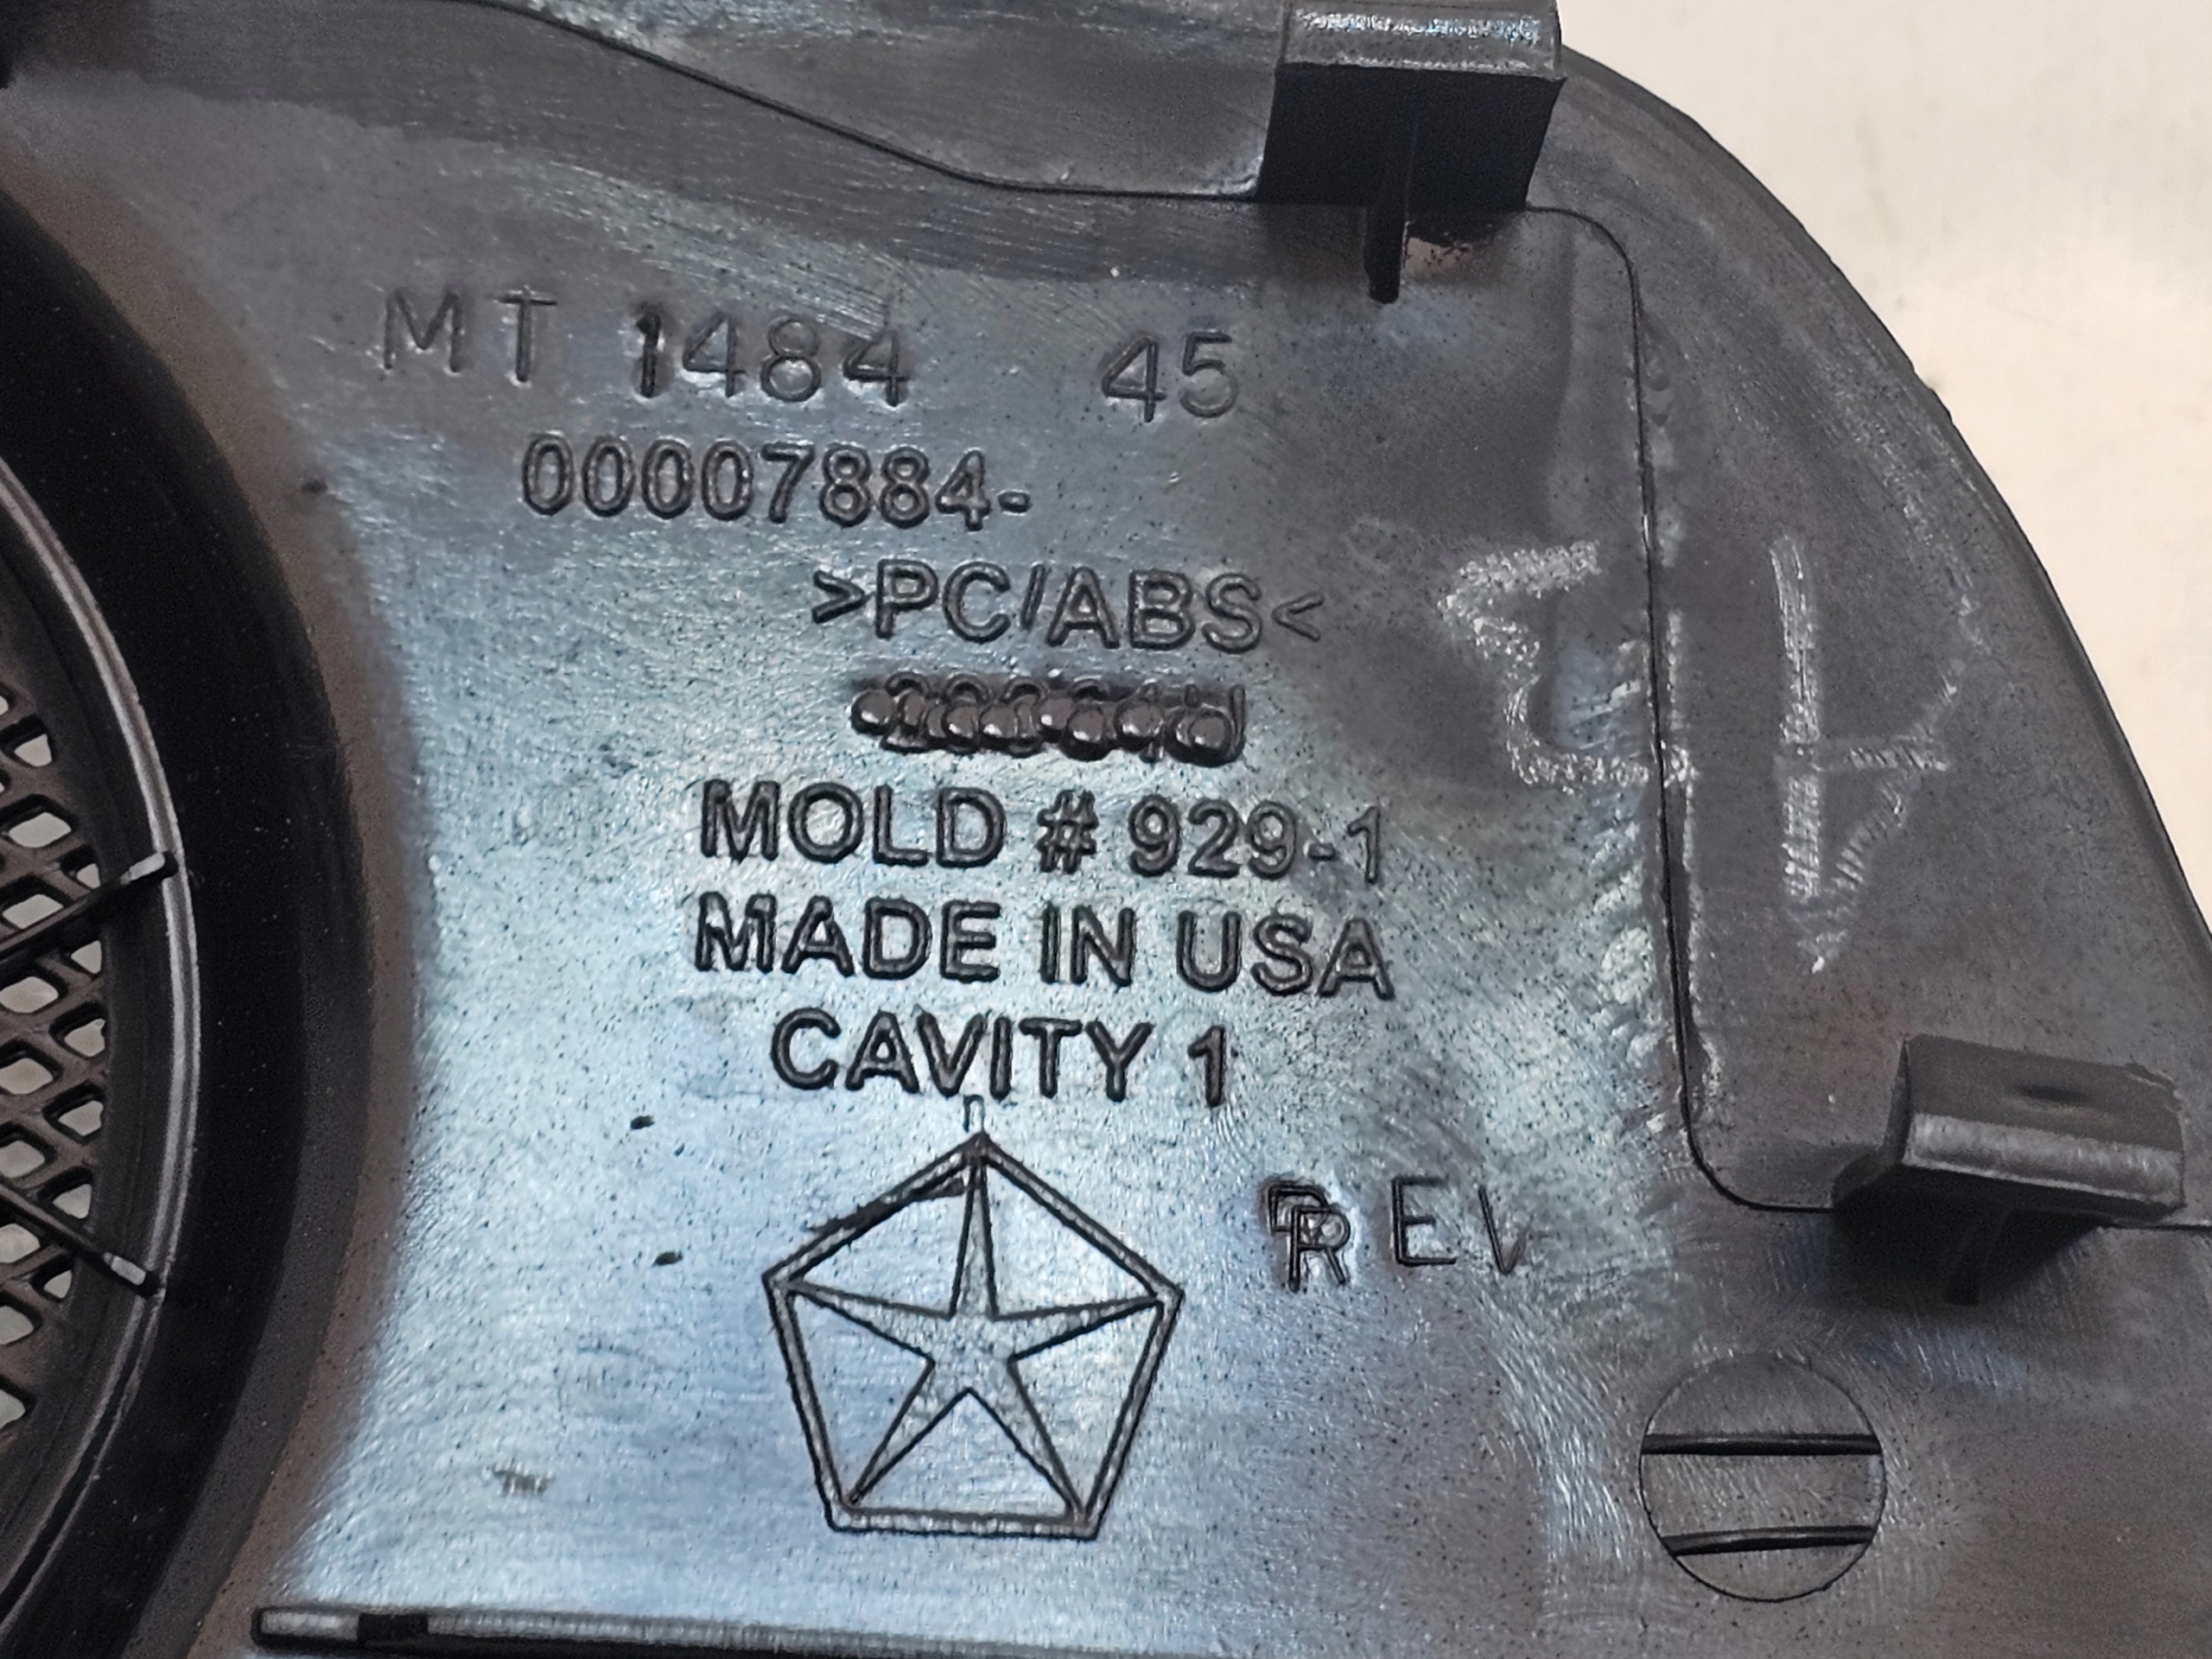 MT 1484 45
00007884-
>PC/ABS<
MOLD # 929-1
MADE IN USA
CAVITY 1
REV